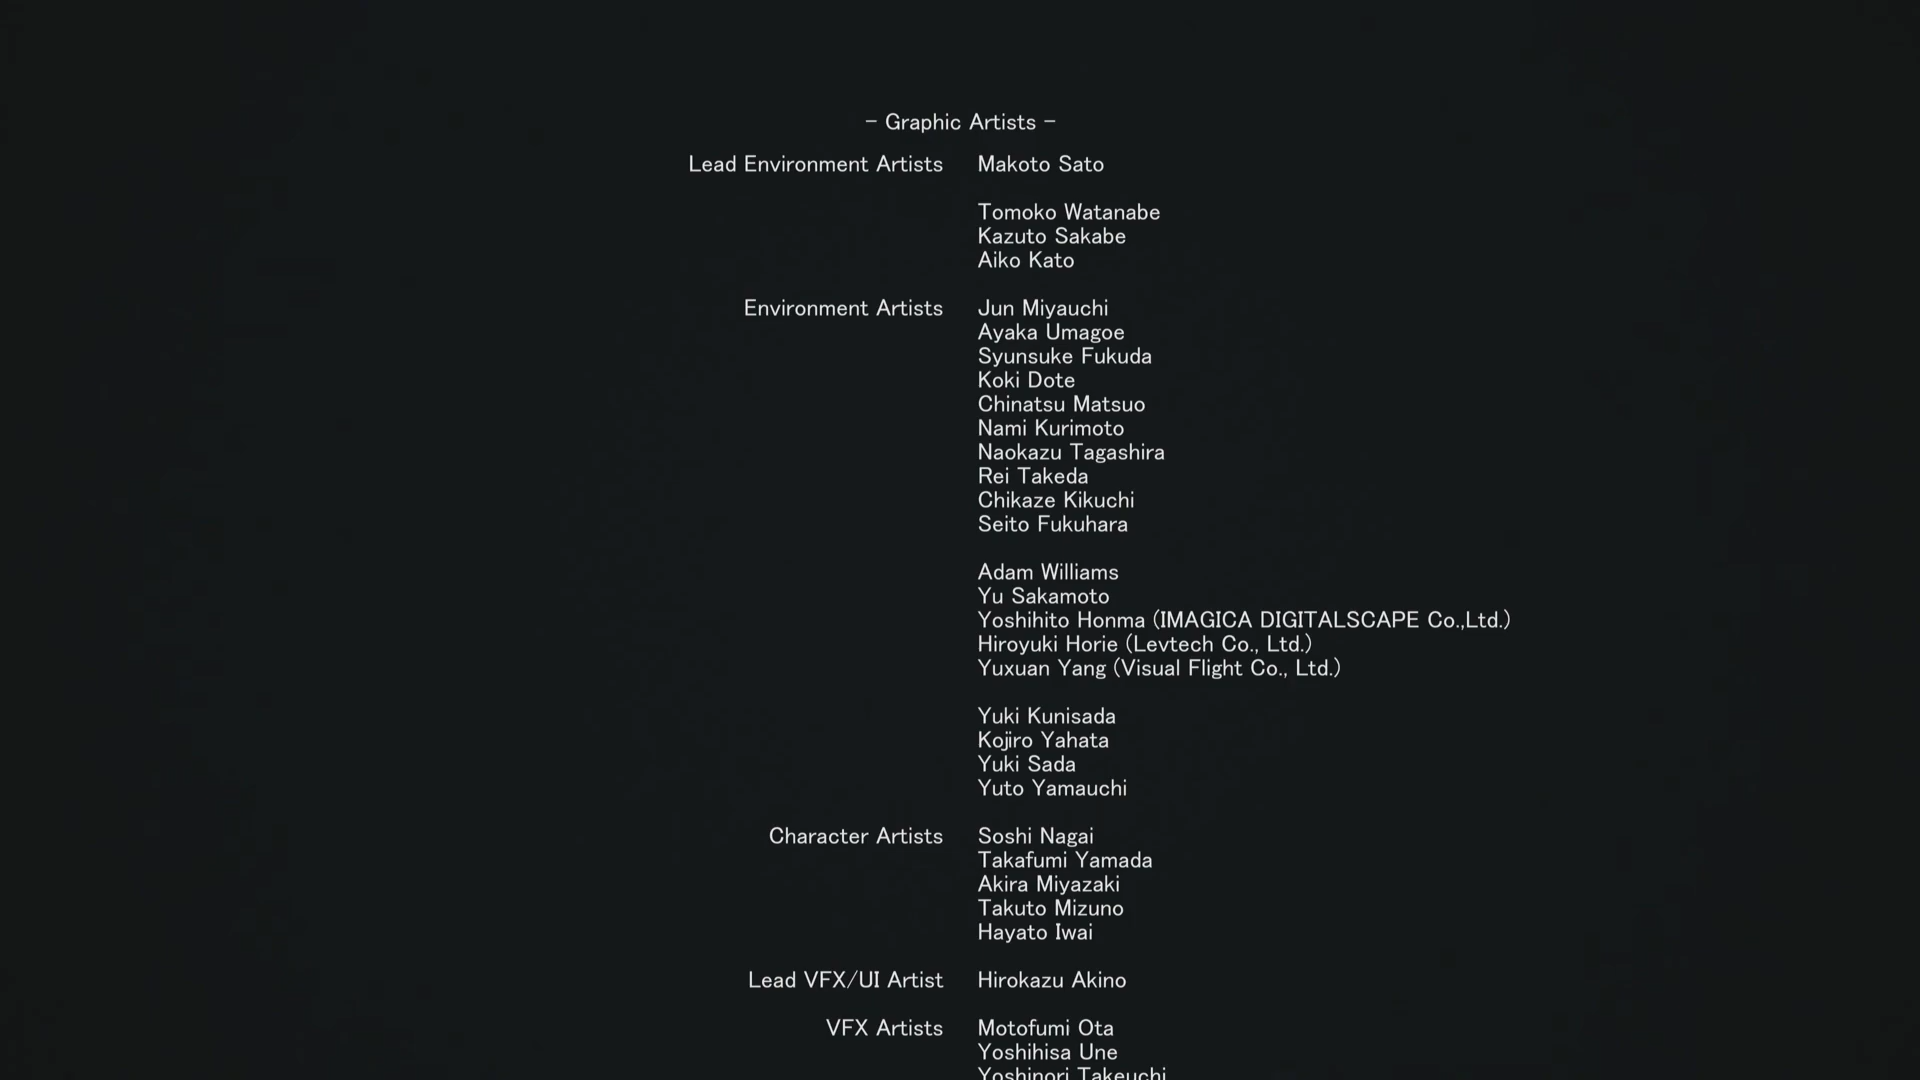 – Graphic Artists –
Lead Environment Artists Makoto Sato
Tomoko Watanabe
Kazuto Sakabe
Aiko Kato
Environment Artists Jun Miyauchi
Ayaka Umagoe
Syunsuke Fukuda
Koki Dote
Chinatsu Matsuo
Nami Kurimoto
Naokazu Tagashira
Rei Takeda
Chikaze Kikuchi
Seito Fukuhara
Adam Williams
Yu Sakamoto
Yoshihito Honma (IMAGICA DIGITALSCAPE Co.,Ltd.)
Hiroyuki Horie (Levtech Co., Ltd.)
Yuxuan Yang (Visual Flight Co., Ltd.)
Yuki Kunisada
Kojiro Yahata
Yuki Sada
Yuto Yamauchi
Character Artists Soshi Nagai
Takafumi Yamada
Akira Miyazaki
Takuto Mizuno
Hayato Iwai
Lead VFX/UI Artist Hirokazu Akino
VFX Artists Motofumi Ota
Yoshihisa Une
Yoshinori Takeuchi